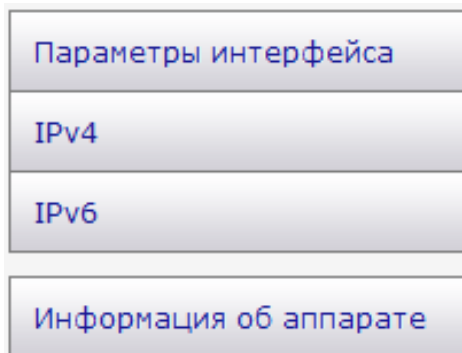 Параметры интерфейса
IPv4
IPv6
Информация об аппарате